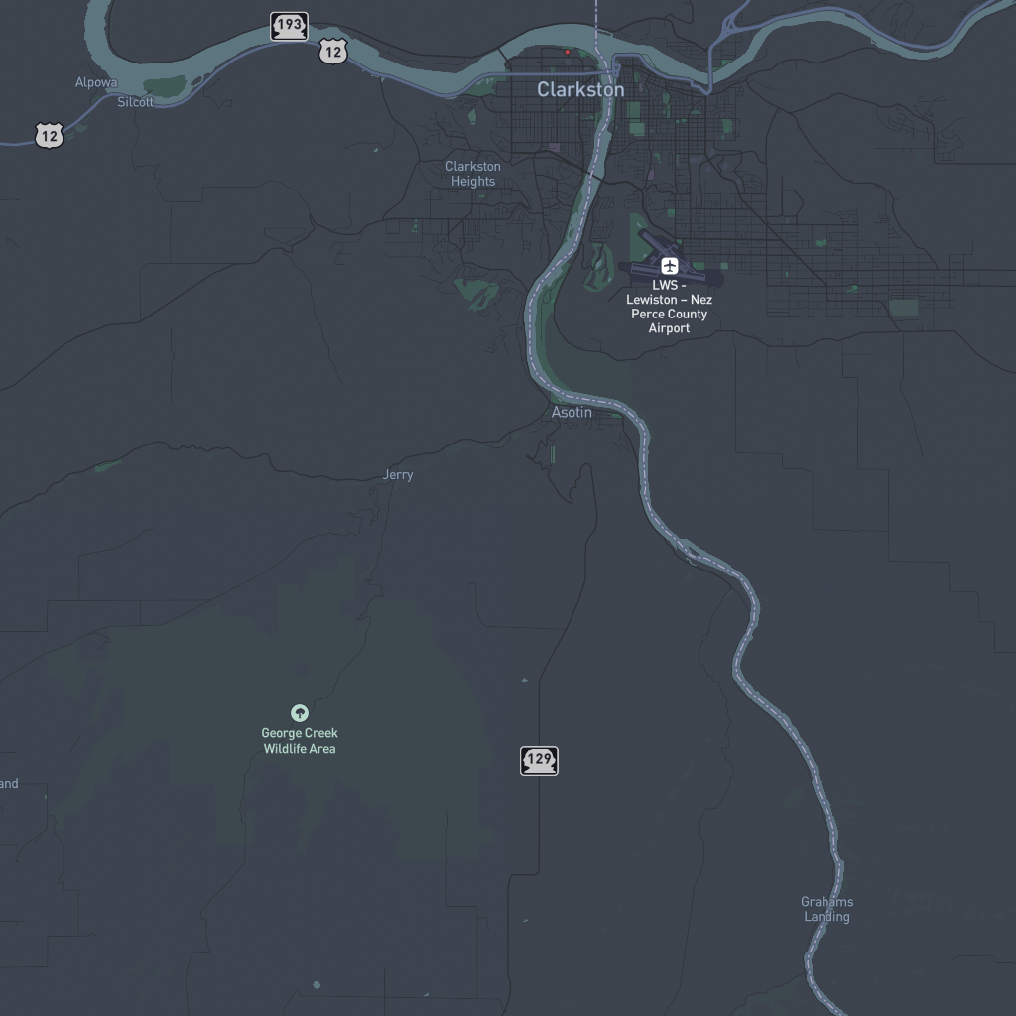 193
12
Alpowa
Silcott
Clarkston
12
Clarkston
Heights
LWS -
Lewiston – Nez
Perce County
Airport
Asotin
Jerry
George Creek
Wildlife Area
129
and
Grahams
Landing